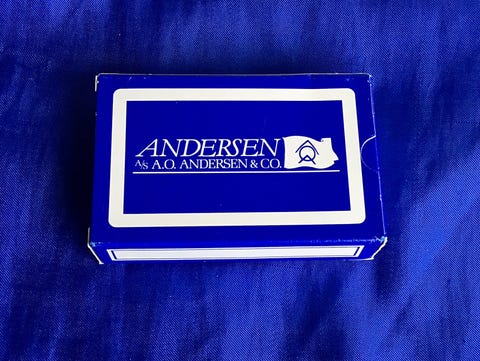 ANDERSEN
A/S A.O. ANDERSEN & CO.